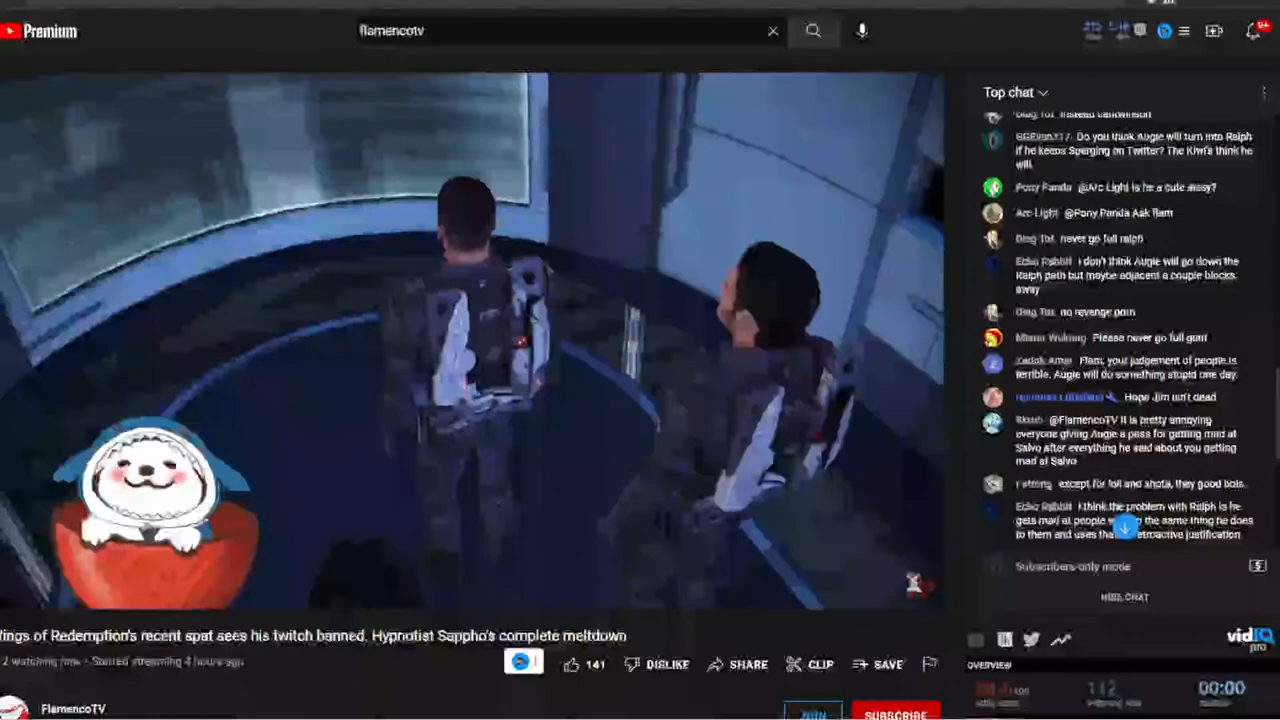 Premium
flamencotv
9+
Top chat
Do you think Augie will turn into Ralph
if he keeps Sperging on Twitter? The Kiwi's think he
will.
Pony Panda @Arc Light is he a cute sissy?
Arc Light @Pony Panda Ask flam
never go full ralph
Echo Rabbit I don't think Augie will go down the
Ralph path but maybe adjacent a couple blocks
away
no revenge porn
Please never go full gunt
Flam, your judgement of people is
terrible. Augie will do something stupid one day.
Hope Jim isn't dead
@FlamencoTV It is pretty annoying
everyone giving Augie a pass for getting mad at
Salvo after everything he said about you getting
mad at Salvo
except for loli and shota, they good bois.
Echo Rabbit I think the problem with Ralph is he
gets mad at people the same thing he does
to them and uses retroactive justification
Subscribers-only mode
HIDE CHAT
ings of Redemption's recent spat sees his twitch banned. Hypnotist Sappho's complete meltdown
2 watching now • Started streaming 4 hours ago
141
DISLIKE
SHARE
CLIP
SAVE
vidIQ
pro
OVERVIEW
112
00:00
FlamencoTV
JOIN
SUBSCRIBE